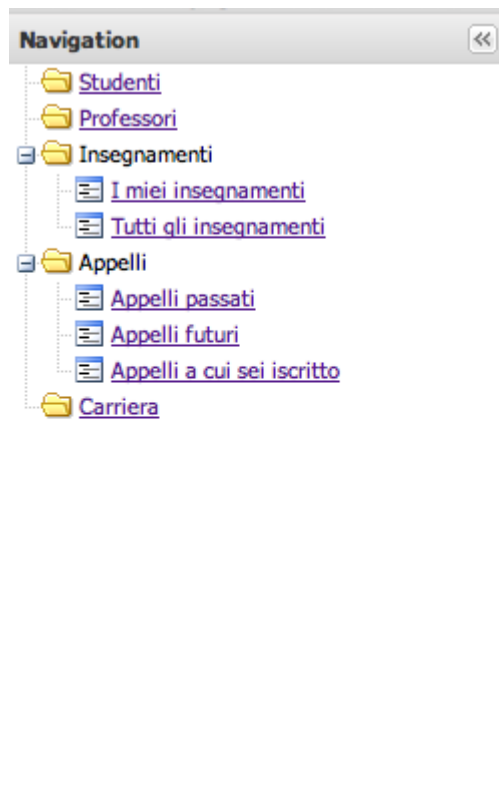 Navigation
Studenti
Professori
Insegnamenti
I miei insegnamenti
Tutti gli insegnamenti
Appelli
Appelli passati
Appelli futuri
Appelli a cui sei iscritto
Carriera